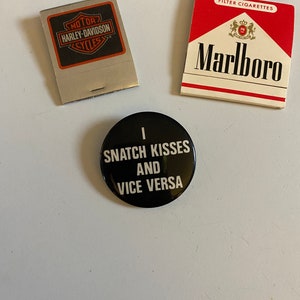 MOTOR
HARLEY-DAVIDSON
CYCLES
FILTER CIGARETTES
Marlboro
I
SNATCH KISSES
AND
VICE VERSA